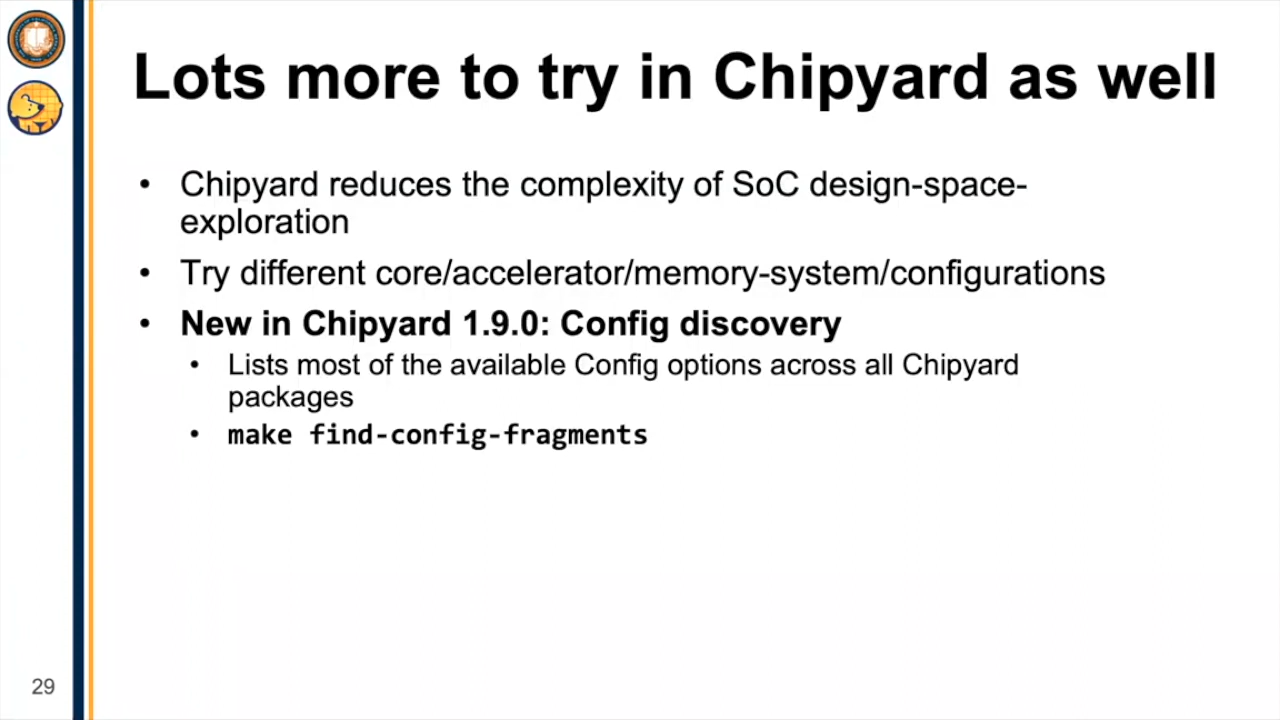 Lots more to try in Chipyard as well
• Chipyard reduces the complexity of SoC design-space-
exploration
• Try different core/accelerator/memory-system/configurations
• New in Chipyard 1.9.0: Config discovery
• Lists most of the available Config options across all Chipyard
packages
• make find-config-fragments
29